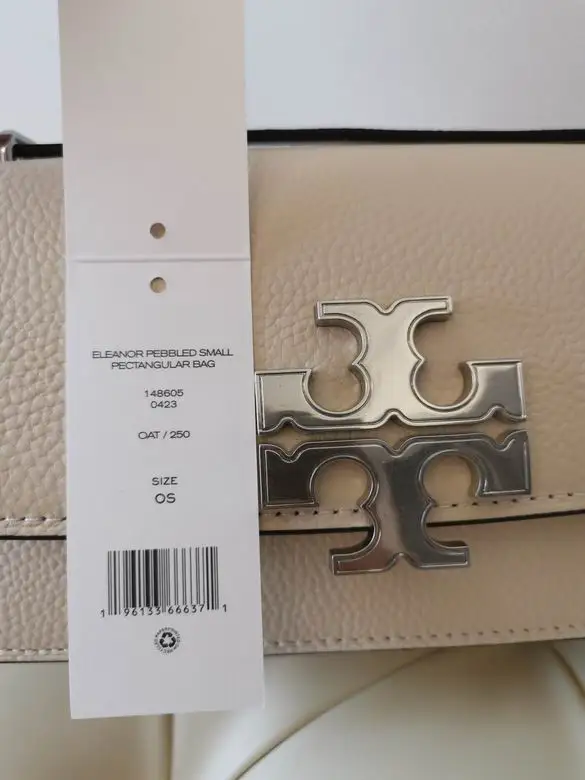 ELEANOR PEBBLED SMALL
PECTANGULAR BAG
148605
0423
OAT / 250
SIZE
OS
1 96133 66637 1